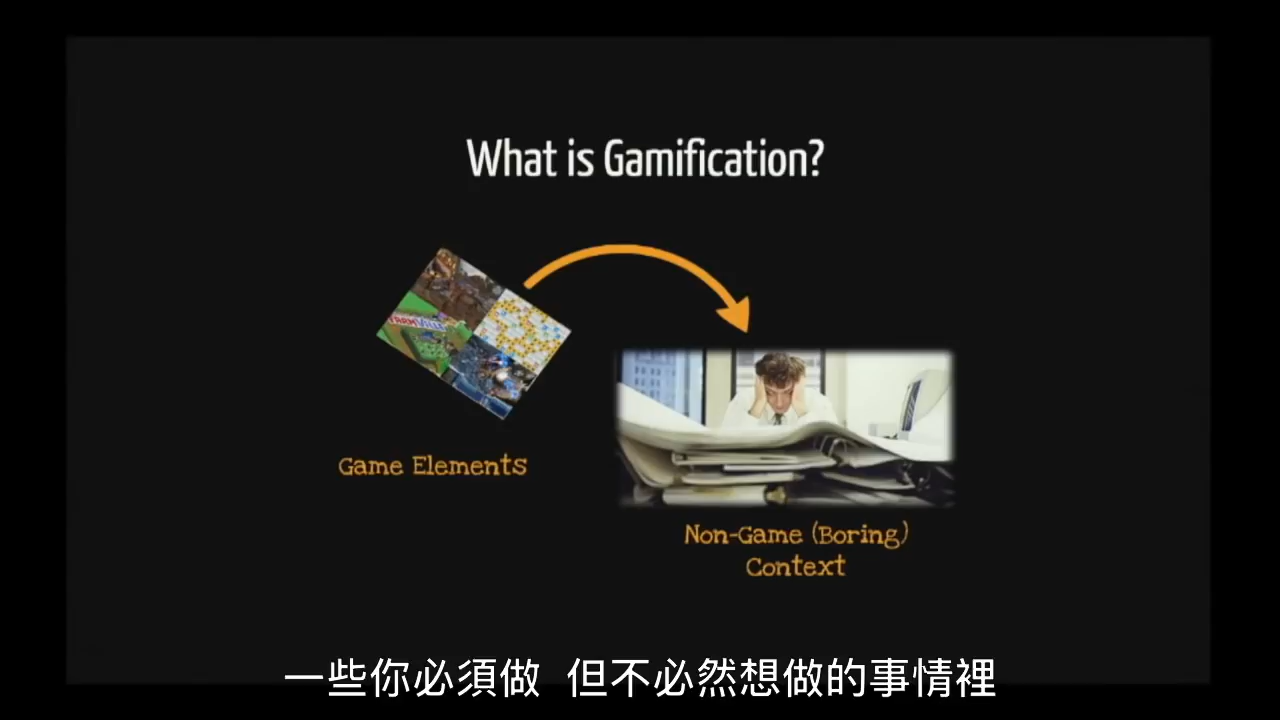 What is Gamification?
FARMVILLE
Game Elements
Non-Game (Boring)
Context
一些你必須做 但不必然想做的事情裡